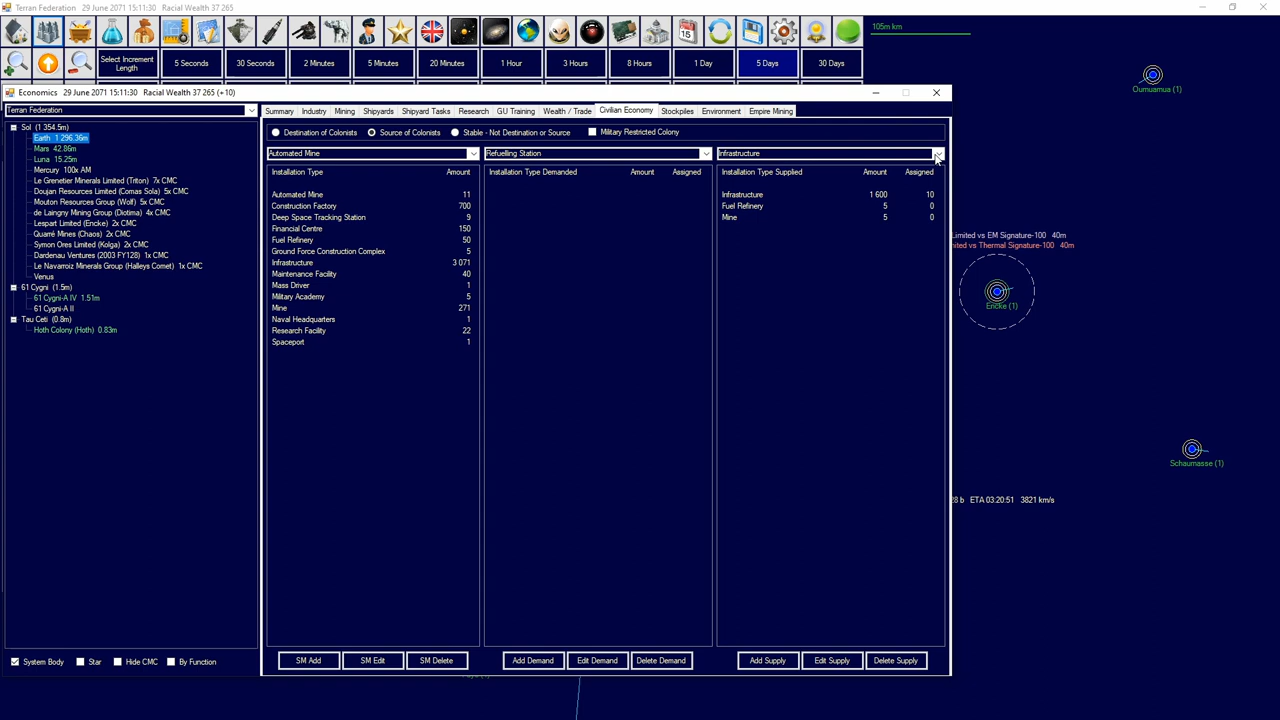 Terran Federation   29 June 2071 15:11:30   Racial Wealth 37 265
105m km
Select Increment Length
5 Seconds
30 Seconds
2 Minutes
5 Minutes
20 Minutes
1 Hour
3 Hours
8 Hours
1 Day
5 Days
30 Days
Economics   29 June 2071 15:11:30   Racial Wealth 37 265 (+10)
Terran Federation
Summary Industry Mining Shipyards Shipyard Tasks Research GU Training Wealth / Trade Civilian Economy Stockpiles Environment Empire Mining
Destination of Colonists Source of Colonists Stable - Not Destination or Source Military Restricted Colony
Sol (1 354.5m)
Earth 1 296.36m
Mars 42.86m
Luna 15.25m
Mercury 100x AM
Le Grenetier Minerals Limited (Triton) 7x CMC
Doujan Resources Limited (Comas Sola) 5x CMC
Mouton Resources Group (Wolf) 5x CMC
de Laingny Mining Group (Diotima) 4x CMC
Lespart Limited (Encke) 2x CMC
Quarré Mines (Chaos) 2x CMC
Symon Ores Limited (Kolga) 2x CMC
Dardenau Ventures (2003 FY128) 1x CMC
Le Navarroiz Minerals Group (Halleys Comet) 1x CMC
Venus
61 Cygni (1.5m)
61 Cygni-A IV 1.51m
61 Cygni-A II
Tau Ceti (0.8m)
Hoth Colony (Hoth) 0.83m
Automated Mine
Installation Type Amount
Automated Mine 11
Construction Factory 700
Deep Space Tracking Station 9
Financial Centre 150
Fuel Refinery 50
Ground Force Construction Complex 5
Infrastructure 3 071
Maintenance Facility 40
Mass Driver 1
Military Academy 5
Mine 271
Naval Headquarters 1
Research Facility 22
Spaceport 1
Refuelling Station
Installation Type Demanded Amount Assigned
Infrastructure
Installation Type Supplied Amount Assigned
Infrastructure 1 600 10
Fuel Refinery 5 0
Mine 5 0
System Body Star Hide CMC By Function
SM Add SM Edit SM Delete
Add Demand Edit Demand Delete Demand
Add Supply Edit Supply Delete Supply
Oumuamua (1)
Limited vs EM Signature-100 40m
ited vs Thermal Signature-100 40m
Encke (1)
Schaumasse (1)
28 b ETA 03:20:51 3821 km/s